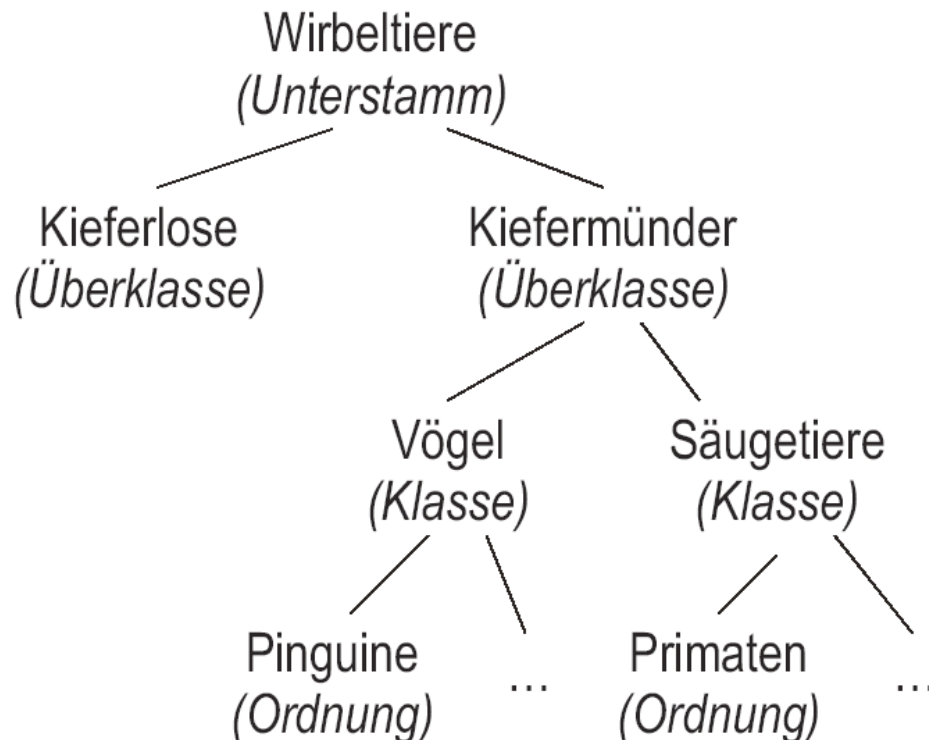 Wirbeltiere
(Unterstamm)
Kieferlose
(Überklasse)
Kiefermünder
(Überklasse)
Vögel
(Klasse)
Säugetiere
(Klasse)
Pinguine
(Ordnung)
...
Primaten
(Ordnung)
...